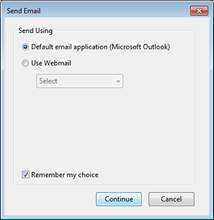 Send Email
Send Using
Default email application (Microsoft Outlook)
Use Webmail
Select
Remember my choice
Continue Cancel